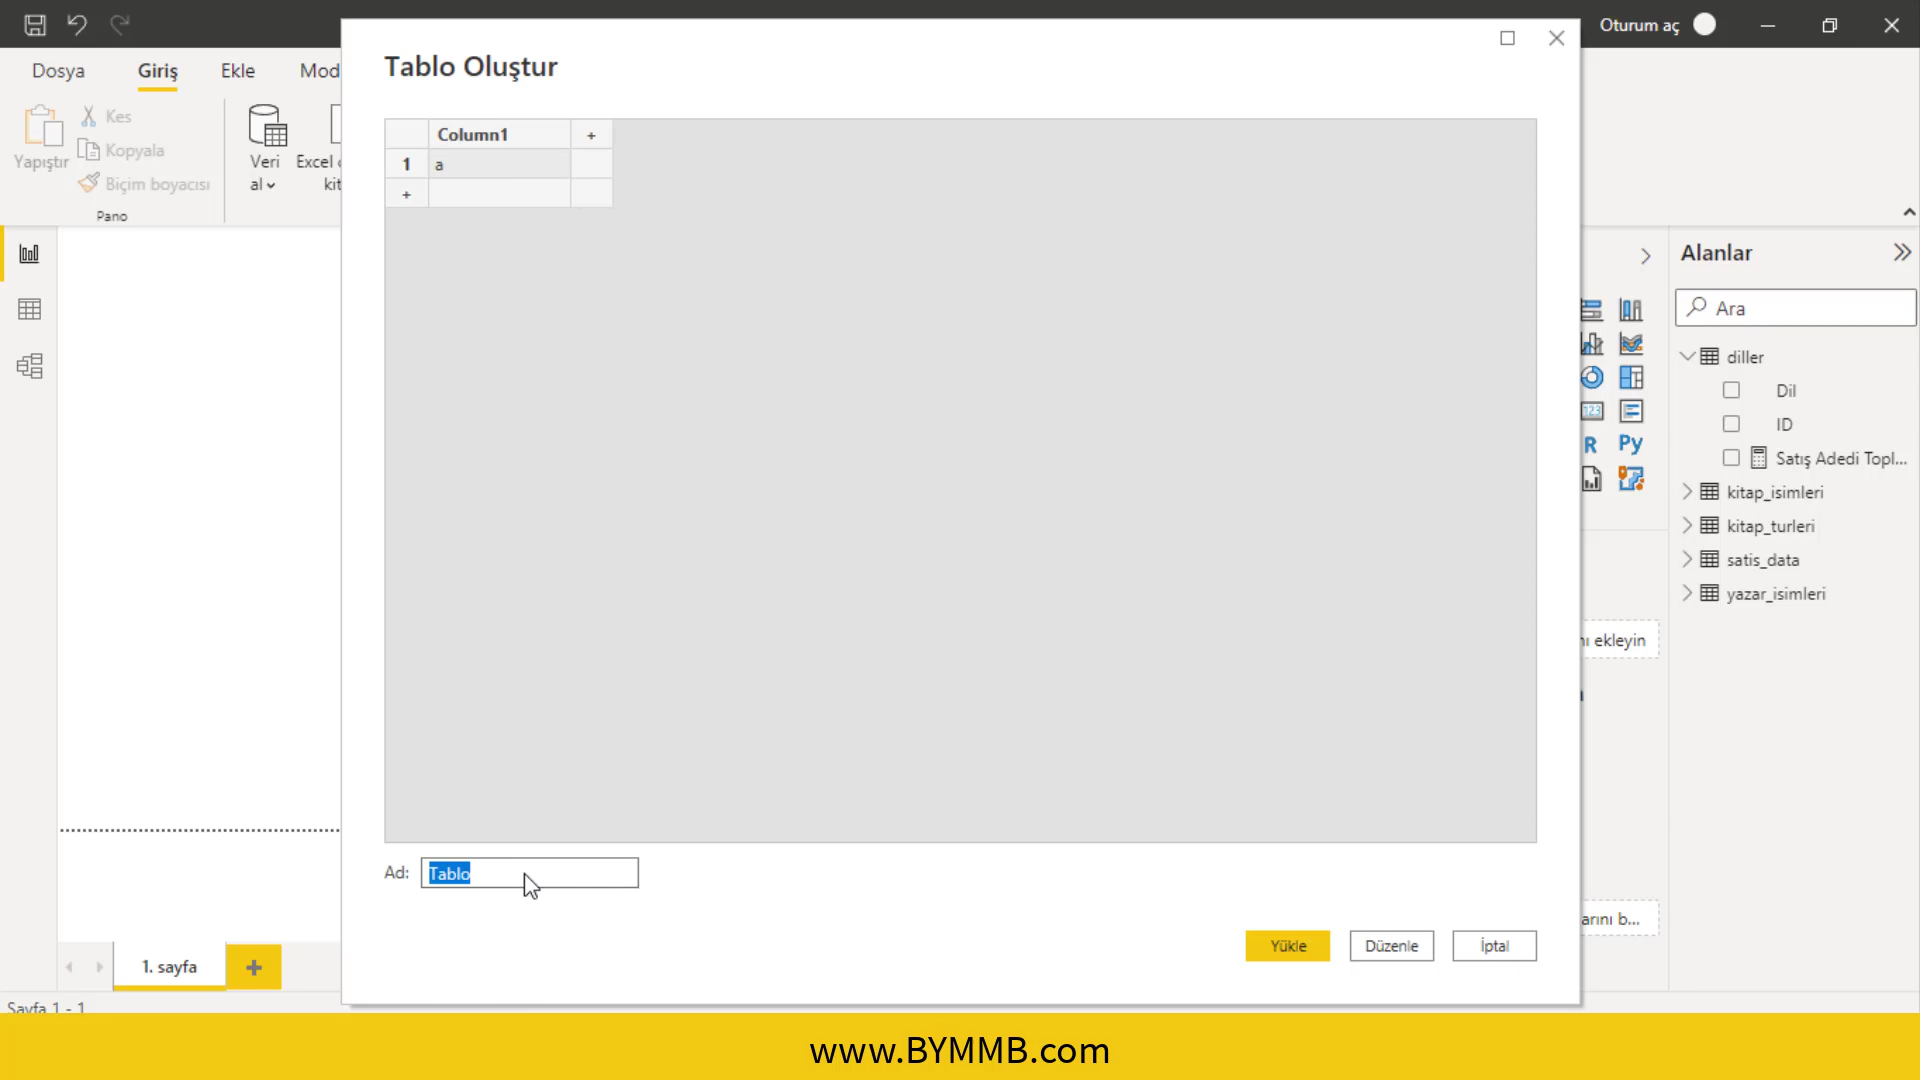 Oturum aç
Dosya
Giriş
Ekle
Mod
Yapıştır
Kes
Kopyala
Biçim boyacısı
Pano
Veri
al
Excel
kit
Tablo Oluştur
Column1
+
1
a
+
Ad:
Tablo
Yükle
Düzenle
İptal
Alanlar
Ara
diller
Dil
ID
Satış Adedi Topl...
kitap_isimleri
kitap_turleri
satis_data
yazar_isimleri
123
R
Py
ekleyin
arını b...
1. sayfa
+
Sayfa 1 - 1
www.BYMMB.com